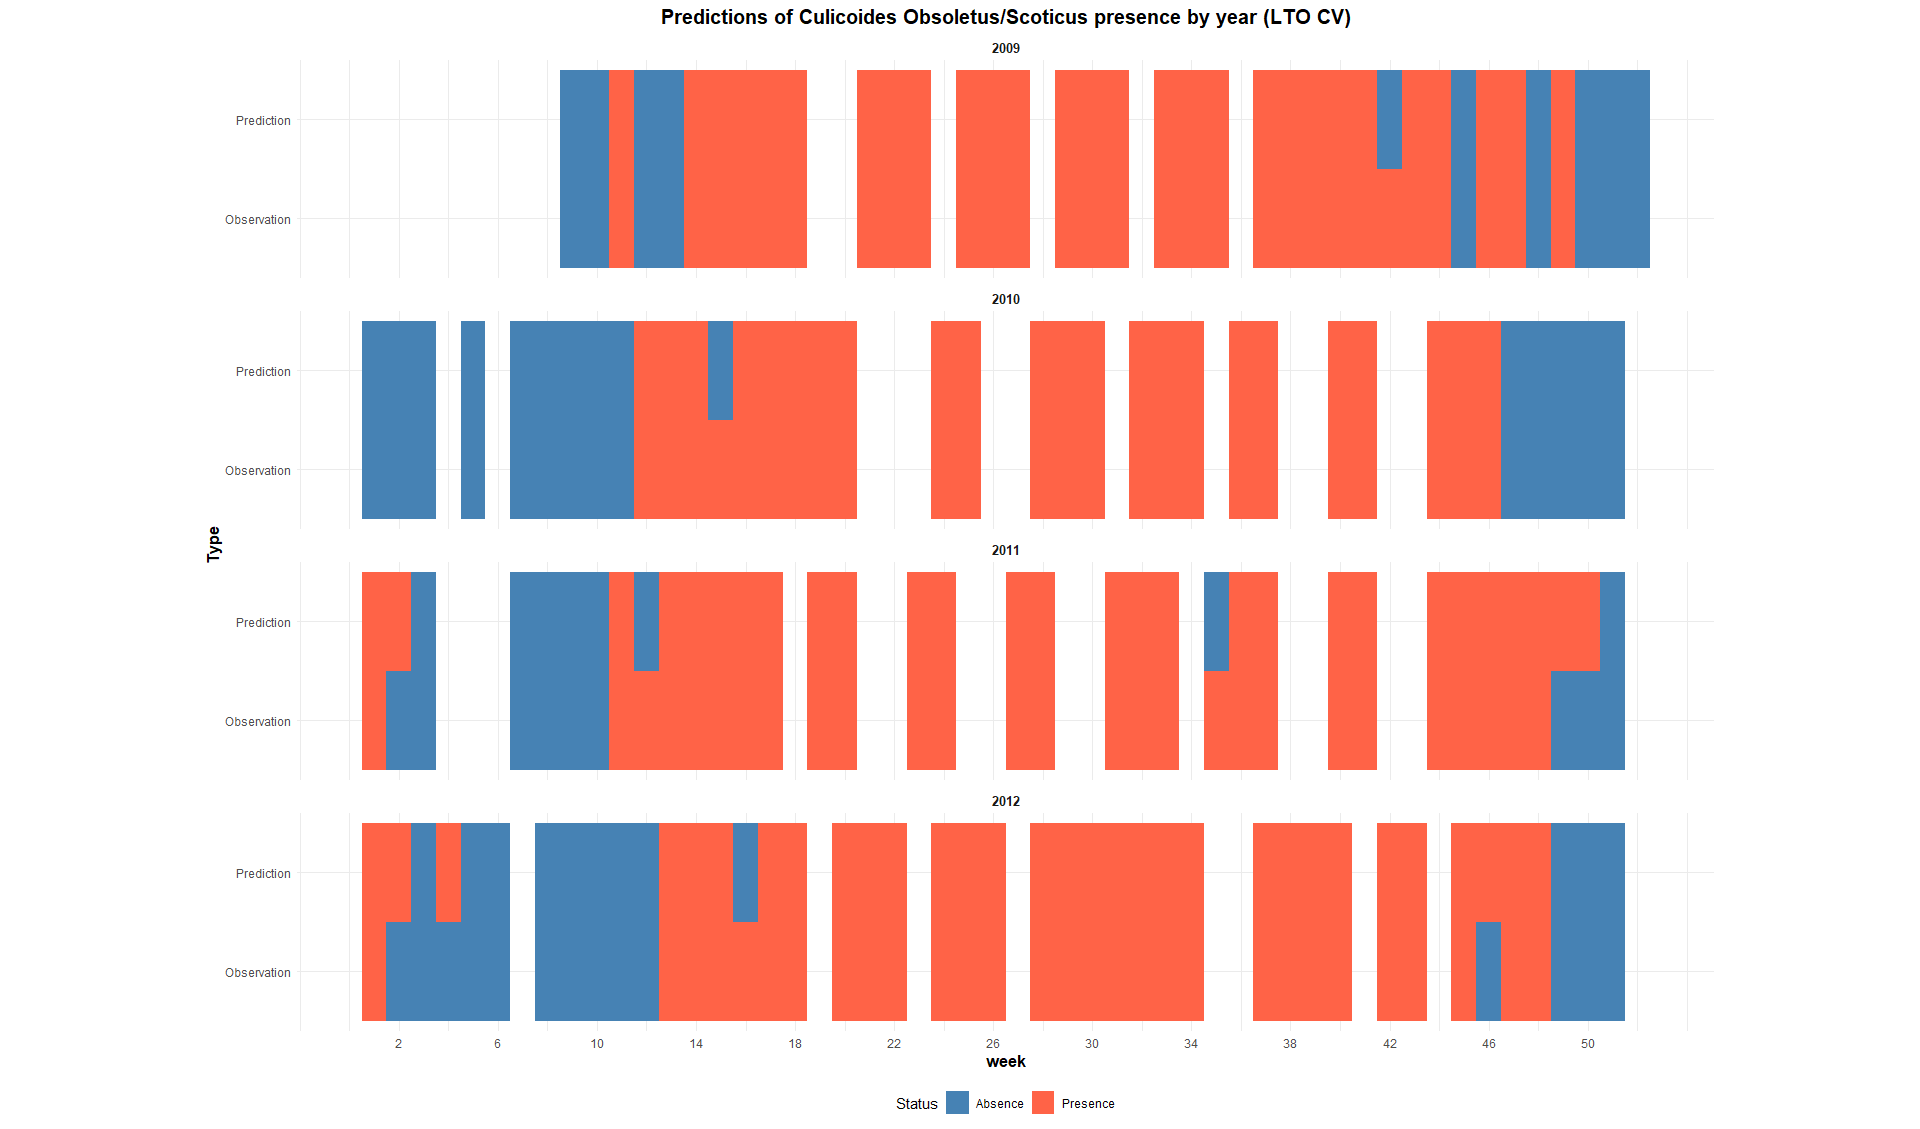 Predictions of Culicoides Obsoletus/Scoticus presence by year (LTO CV)
2009
Prediction
Observation
2010
Prediction
Observation
Type
2011
Prediction
Observation
2012
Prediction
Observation
2 6 10 14 18 22 26 30 34 38 42 46 50
week
Status Absence Presence